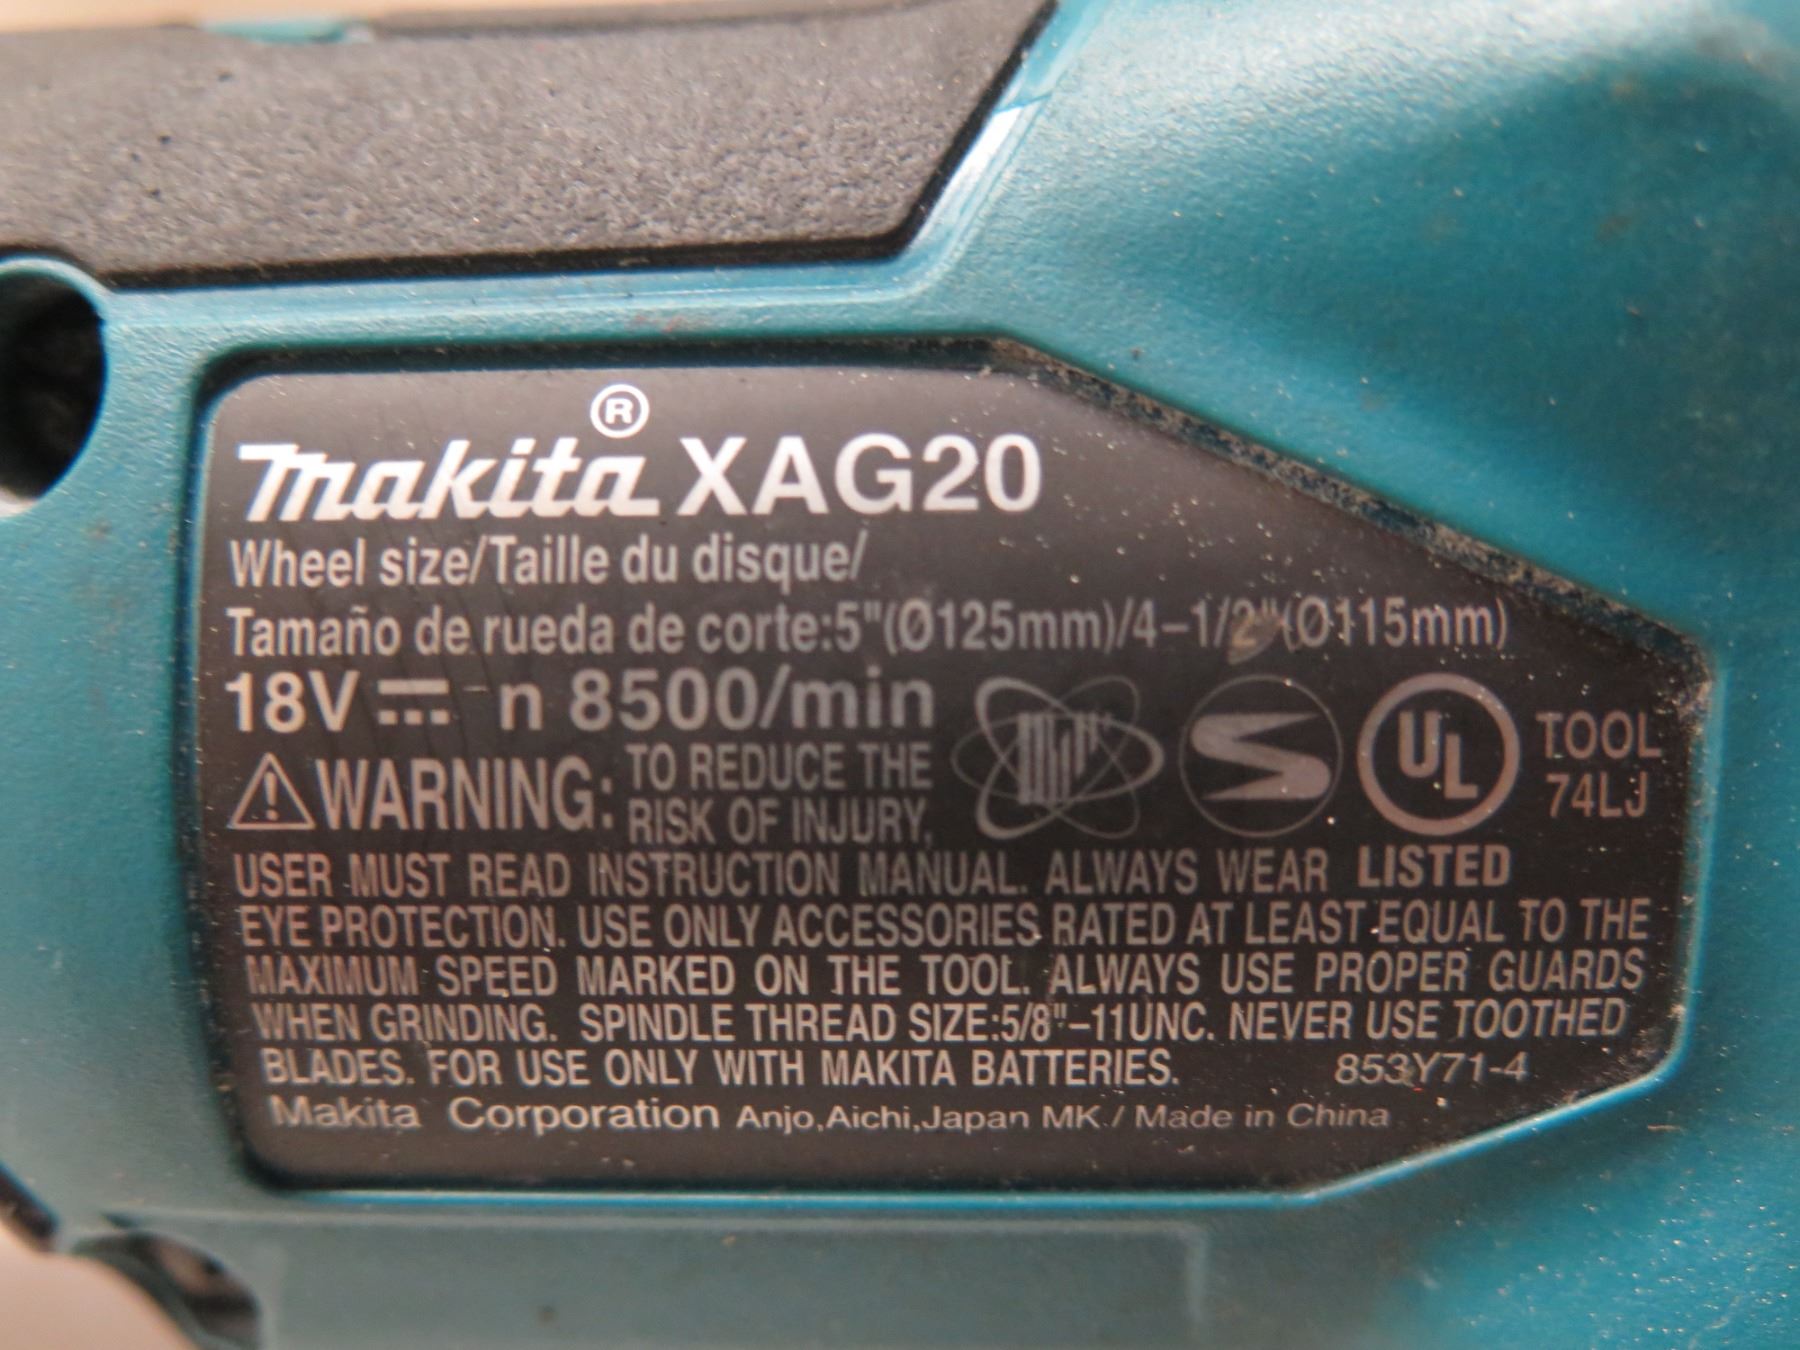 makita® XAG20
Wheel size/Taille du disque/
Tamaño de rueda de corte:5"(Ø125mm)/4-1/2"(Ø115mm)
18V ⎓ n 8500/min
UL TOOL
74LJ
⚠WARNING: TO REDUCE THE
RISK OF INJURY,
USER MUST READ INSTRUCTION MANUAL. ALWAYS WEAR LISTED
EYE PROTECTION. USE ONLY ACCESSORIES RATED AT LEAST EQUAL TO THE
MAXIMUM SPEED MARKED ON THE TOOL. ALWAYS USE PROPER GUARDS
WHEN GRINDING. SPINDLE THREAD SIZE:5/8"-11UNC. NEVER USE TOOTHED
BLADES. FOR USE ONLY WITH MAKITA BATTERIES. 853Y71-4
Makita Corporation Anjo,Aichi,Japan MK / Made in China